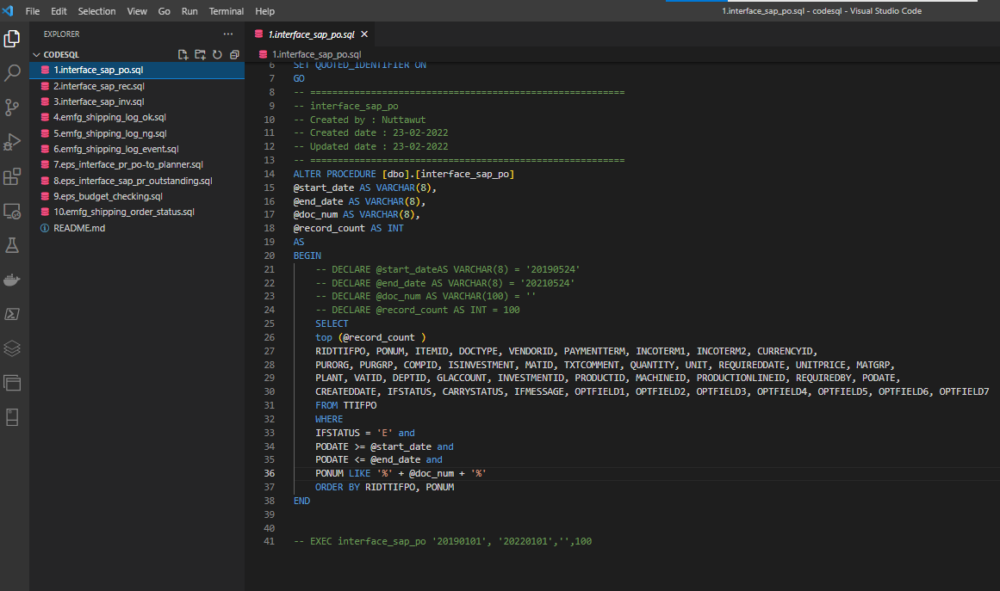 File Edit Selection View Go Run Terminal Help
1.interface_sap_po.sql - codesql - Visual Studio Code
EXPLORER
CODESQL
1.interface_sap_po.sql
2.interface_sap_rec.sql
3.interface_sap_inv.sql
4.emfg_shipping_log_ok.sql
5.emfg_shipping_log_ng.sql
6.emfg_shipping_log_event.sql
7.eps_interface_pr_po-to_planner.sql
8.eps_interface_sap_pr_outstanding.sql
9.eps_budget_checking.sql
10.emfg_shipping_order_status.sql
README.md
1.interface_sap_po.sql
1.interface_sap_po.sql
6 SET QUOTED_IDENTIFIER ON
7 GO
8 -- =========================================================
9 -- interface_sap_po
10 -- Created by : Nuttawut
11 -- Created date : 23-02-2022
12 -- Updated date : 23-02-2022
13 -- =========================================================
14 ALTER PROCEDURE [dbo].[interface_sap_po]
15 @start_date AS VARCHAR(8),
16 @end_date AS VARCHAR(8),
17 @doc_num AS VARCHAR(8),
18 @record_count AS INT
19 AS
20 BEGIN
21 -- DECLARE @start_dateAS VARCHAR(8) = '20190524'
22 -- DECLARE @end_date AS VARCHAR(8) = '20210524'
23 -- DECLARE @doc_num AS VARCHAR(100) = ''
24 -- DECLARE @record_count AS INT = 100
25 SELECT
26 top (@record_count )
27 RIDTTIFPO, PONUM, ITEMID, DOCTYPE, VENDORID, PAYMENTTERM, INCOTERM1, INCOTERM2, CURRENCYID,
28 PURORG, PURGRP, COMPID, ISINVESTMENT, MATID, TXTCOMMENT, QUANTITY, UNIT, REQUIREDDATE, UNITPRICE, MATGRP,
29 PLANT, VATID, DEPTID, GLACCOUNT, INVESTMENTID, PRODUCTID, MACHINEID, PRODUCTIONLINEID, REQUIREDBY, PODATE,
30 CREATEDDATE, IFSTATUS, CARRYSTATUS, IFMESSAGE, OPTFIELD1, OPTFIELD2, OPTFIELD3, OPTFIELD4, OPTFIELD5, OPTFIELD6, OPTFIELD7
31 FROM TTIFPO
32 WHERE
33 IFSTATUS = 'E' and
34 PODATE >= @start_date and
35 PODATE <= @end_date and
36 PONUM LIKE '%' + @doc_num + '%'
37 ORDER BY RIDTTIFPO, PONUM
38 END
39
40
41 -- EXEC interface_sap_po '20190101', '20220101','',100